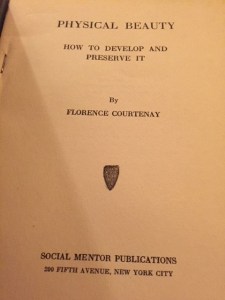 PHYSICAL BEAUTY
HOW TO DEVELOP AND
PRESERVE IT
By
FLORENCE COURTENAY
SOCIAL MENTOR PUBLICATIONS
200 FIFTH AVENUE, NEW YORK CITY